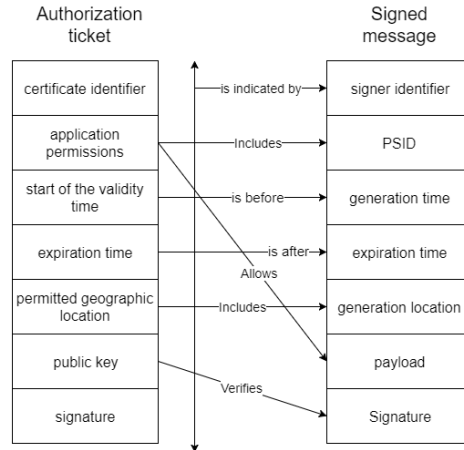 Authorization
ticket
Signed
message
certificate identifier
is indicated by
signer identifier
application
permissions
Includes
PSID
start of the validity
time
is before
generation time
expiration time
is after
expiration time
Allows
permitted geographic
location
Includes
generation location
public key
payload
Verifies
signature
Signature